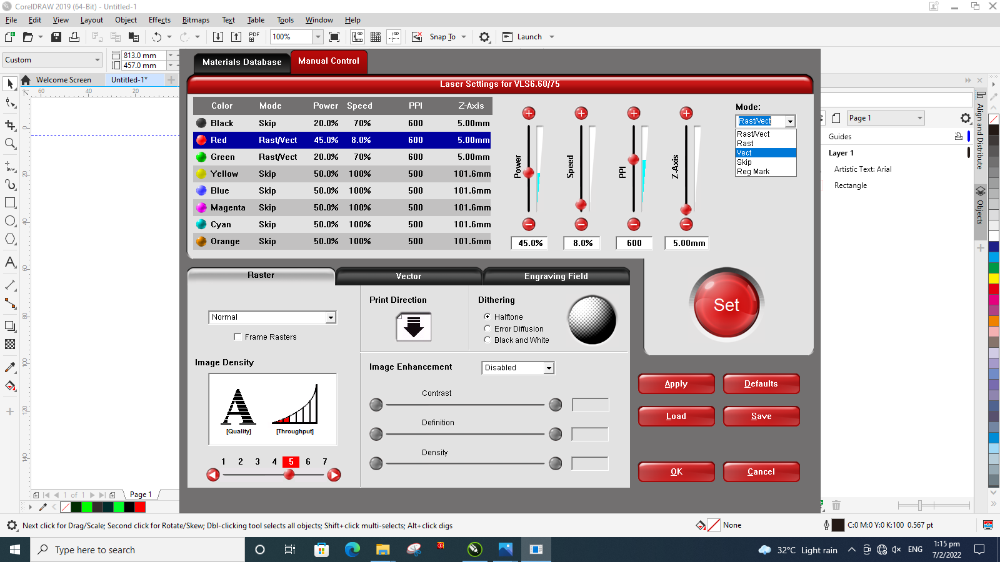 CorelDRAW 2019 (64-Bit) - Untitled-1
File Edit View Layout Object Effects Bitmaps Text Table Tools Window Help
PDF 100% Snap To Launch
Custom 813.0 mm
457.0 mm
Welcome Screen Untitled-1*
60 40 20
0
20
40
60
80
100
120
140
Materials Database Manual Control
Laser Settings for VLS6.60/75
Color Mode Power Speed PPI Z-Axis
Black Skip 20.0% 70% 600 5.00mm
Red Rast/Vect 45.0% 8.0% 600 5.00mm
Green Rast/Vect 20.0% 70% 600 5.00mm
Yellow Skip 50.0% 100% 500 101.6mm
Blue Skip 50.0% 100% 500 101.6mm
Magenta Skip 50.0% 100% 500 101.6mm
Cyan Skip 50.0% 100% 500 101.6mm
Orange Skip 50.0% 100% 500 101.6mm
Power Speed PPI Z-Axis
45.0% 8.0% 600 5.00mm
Mode:
Rast/Vect
Rast/Vect
Rast
Vect
Skip
Reg Mark
Raster Vector Engraving Field
Normal
Frame Rasters
Image Density
A
[Quality] [Throughput]
1 2 3 4 5 6 7
Print Direction
Dithering
Halftone
Error Diffusion
Black and White
Image Enhancement Disabled
Contrast
Definition
Density
Set
Apply Defaults
Load Save
OK Cancel
Page 1
Guides
Layer 1
Artistic Text: Arial
Rectangle
Align and Distribute
Objects
1 of 1 Page 1
Next click for Drag/Scale; Second click for Rotate/Skew; Dbl-clicking tool selects all objects; Shift+click multi-selects; Alt+click digs
None
C:0 M:0 Y:0 K:100 0.567 pt
Type here to search
32°C Light rain
ENG
1:15 pm
7/2/2022